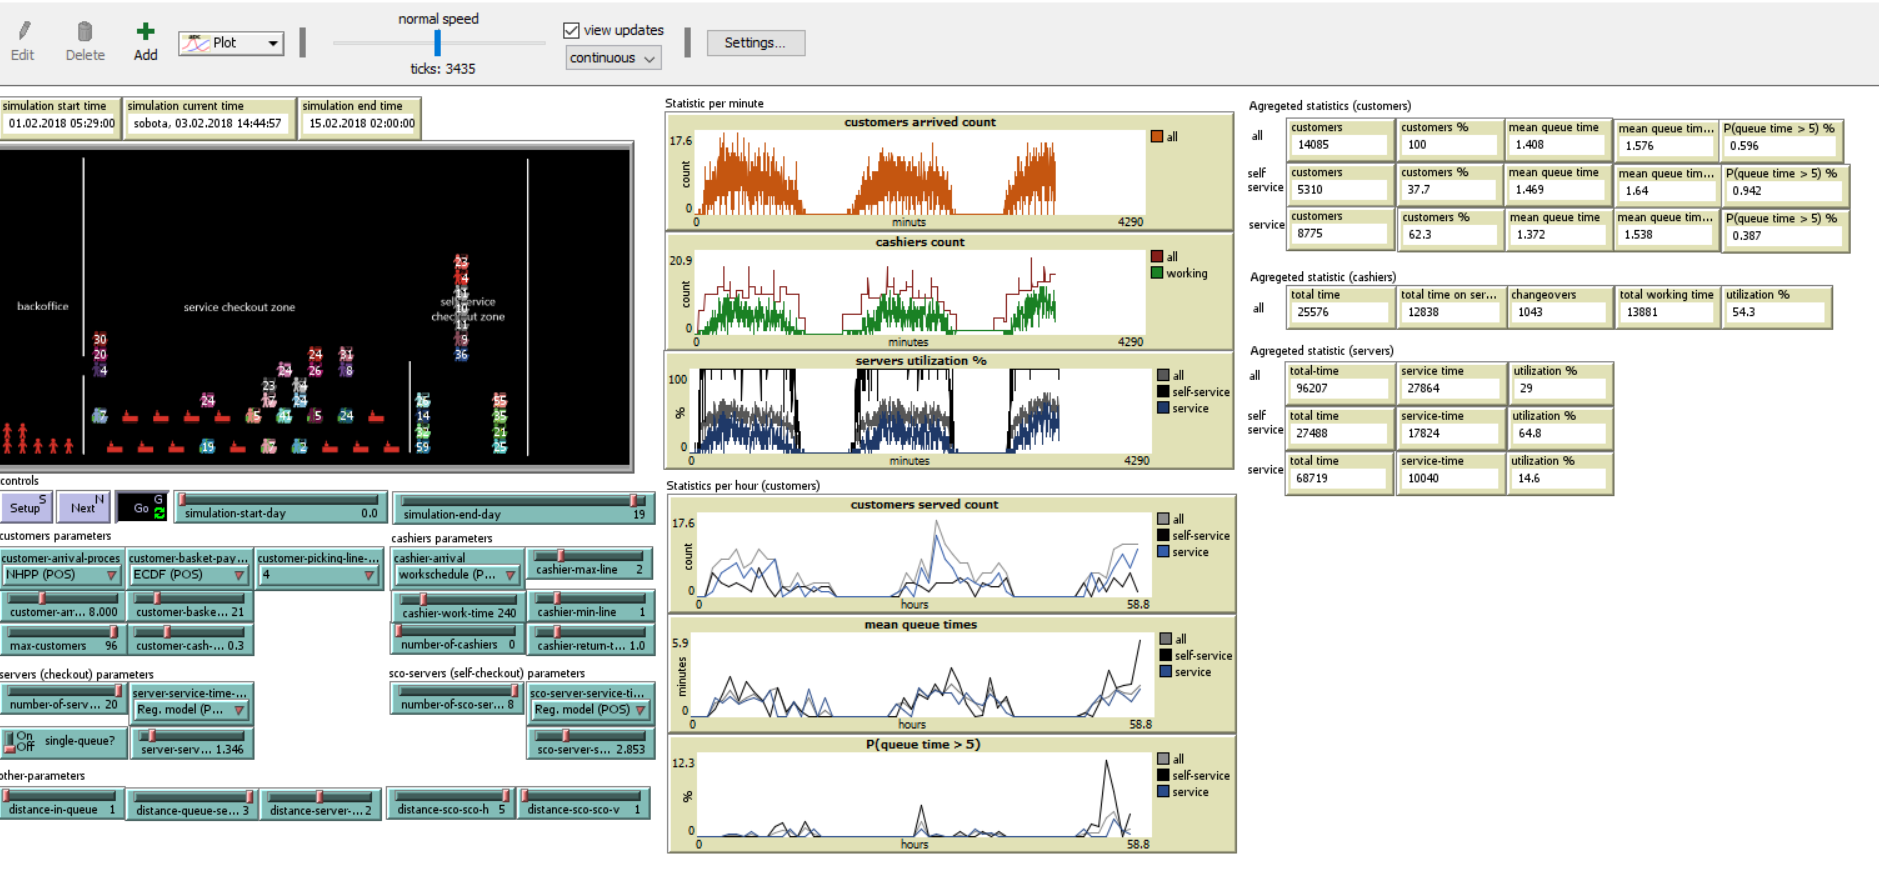 normal speed
view updates
Edit
Delete
Add
Plot
continuous
Settings...
ticks: 3435
simulation start time
01.02.2018 05:29:00
simulation current time
sobota, 03.02.2018 14:44:57
simulation end time
15.02.2018 02:00:00
backoffice
service checkout zone
30
20
4
24
26
31
8
23
24
5
19
14
59
36
controls
Setup
S
Next
N
Go
G
simulation-start-day 0.0
simulation-end-day 19
customers parameters
customer-arrival-proces
NHPP (POS)
customer-basket-pay...
ECDF (POS)
customer-picking-line-...
4
customer-arr... 8.000
customer-baske... 21
max-customers 96
customer-cash-... 0.3
cashiers parameters
cashier-arrival
workschedule (P...
cashier-max-line 2
cashier-work-time 240
cashier-min-line 1
number-of-cashiers 0
cashier-return-t... 1.0
servers (checkout) parameters
number-of-serv... 20
server-service-time-...
Reg. model (P...
On
Off
single-queue?
server-serv... 1.346
sco-servers (self-checkout) parameters
number-of-sco-ser... 8
sco-server-service-ti...
Reg. model (POS)
sco-server-s... 2.853
other-parameters
distance-in-queue 1
distance-queue-se... 3
distance-server-... 2
distance-sco-sco-h 5
distance-sco-sco-v 1
Statistic per minute
customers arrived count
17.6
count
0
0
minuts
4290
all
cashiers count
20.9
count
0
0
minutes
4290
all
working
servers utilization %
100
%
0
0
minutes
4290
all
self-service
service
Statistics per hour (customers)
customers served count
17.6
count
0
0
hours
58.8
all
self-service
service
mean queue times
5.9
minutes
0
0
hours
58.8
all
self-service
service
P(queue time > 5)
12.3
%
0
0
hours
58.8
all
self-service
service
Agregeted statistics (customers)
all
customers
14085
customers %
100
mean queue time
1.408
mean queue tim...
1.576
P(queue time > 5) %
0.596
self
service
customers
5310
customers %
37.7
mean queue time
1.469
mean queue tim...
1.64
P(queue time > 5) %
0.942
service
customers
8775
customers %
62.3
mean queue time
1.372
mean queue tim...
1.538
P(queue time > 5) %
0.387
Agregeted statistic (cashiers)
all
total time
25576
total time on ser...
12838
changeovers
1043
total working time
13881
utilization %
54.3
Agregeted statistic (servers)
all
total-time
96207
service time
27864
utilization %
29
self
service
total time
27488
service-time
17824
utilization %
64.8
service
total time
68719
service-time
10040
utilization %
14.6